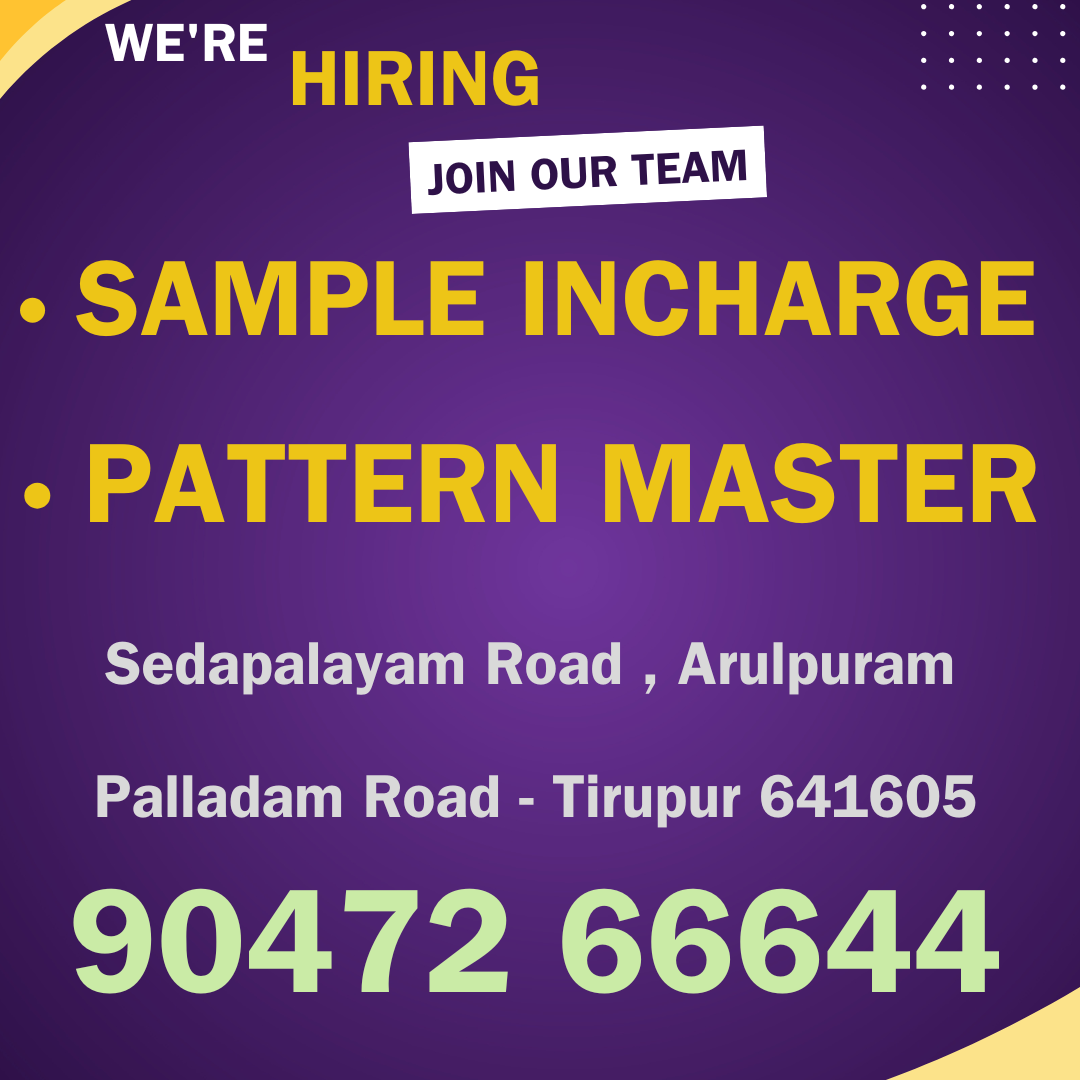 WE'RE
HIRING
JOIN OUR TEAM
• SAMPLE INCHARGE
• PATTERN MASTER
Sedapalayam Road , Arulpuram
Palladam Road - Tirupur 641605
90472 66644